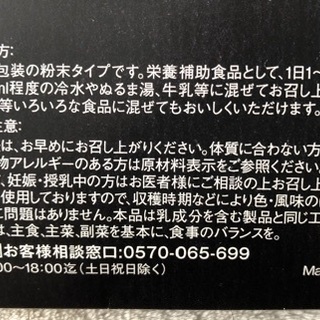 方:
包装の粉末タイプです。栄養補助食品として、1日1~
ml程度の冷水やぬるま湯、牛乳等に混ぜてお召し上
等いろいろな食品に混ぜてもおいしくいただけます。
注意:
は、お早めにお召し上がりください。体質に合わない方
物アレルギーのある方は原材料表示をご参照ください。
、妊娠・授乳中の方はお医者様にご相談の上お召し上
使用しておりますので、収穫時期などにより色・風味の
に問題はありません。本品は乳成分を含む製品と同じエ
は、主食、主菜、副菜を基本に、食事のバランスを。
お客様相談窓口:0570-065-699
00~18:00迄(土日祝日除く)
Ma